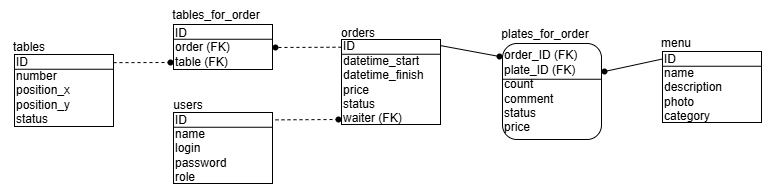 tables
ID
number
position_x
position_y
status
tables_for_order
ID
order (FK)
table (FK)
users
ID
name
login
password
role
orders
ID
datetime_start
datetime_finish
price
status
waiter (FK)
plates_for_order
order_ID (FK)
plate_ID (FK)
count
comment
status
price
menu
ID
name
description
photo
category